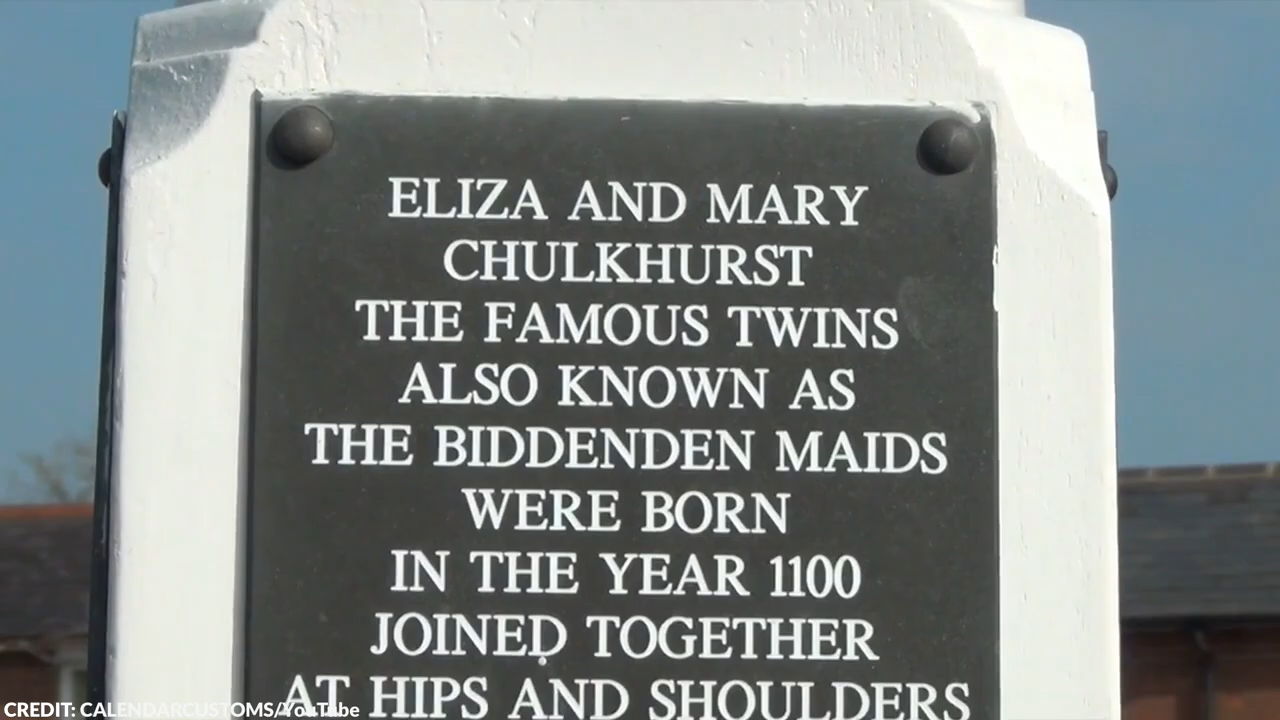 ELIZA AND MARY
CHULKHURST
THE FAMOUS TWINS
ALSO KNOWN AS
THE BIDDENDEN MAIDS
WERE BORN
IN THE YEAR 1100
JOINED TOGETHER
AT HIPS AND SHOULDERS
CREDIT: CALENDARCUSTOMS/YouTube